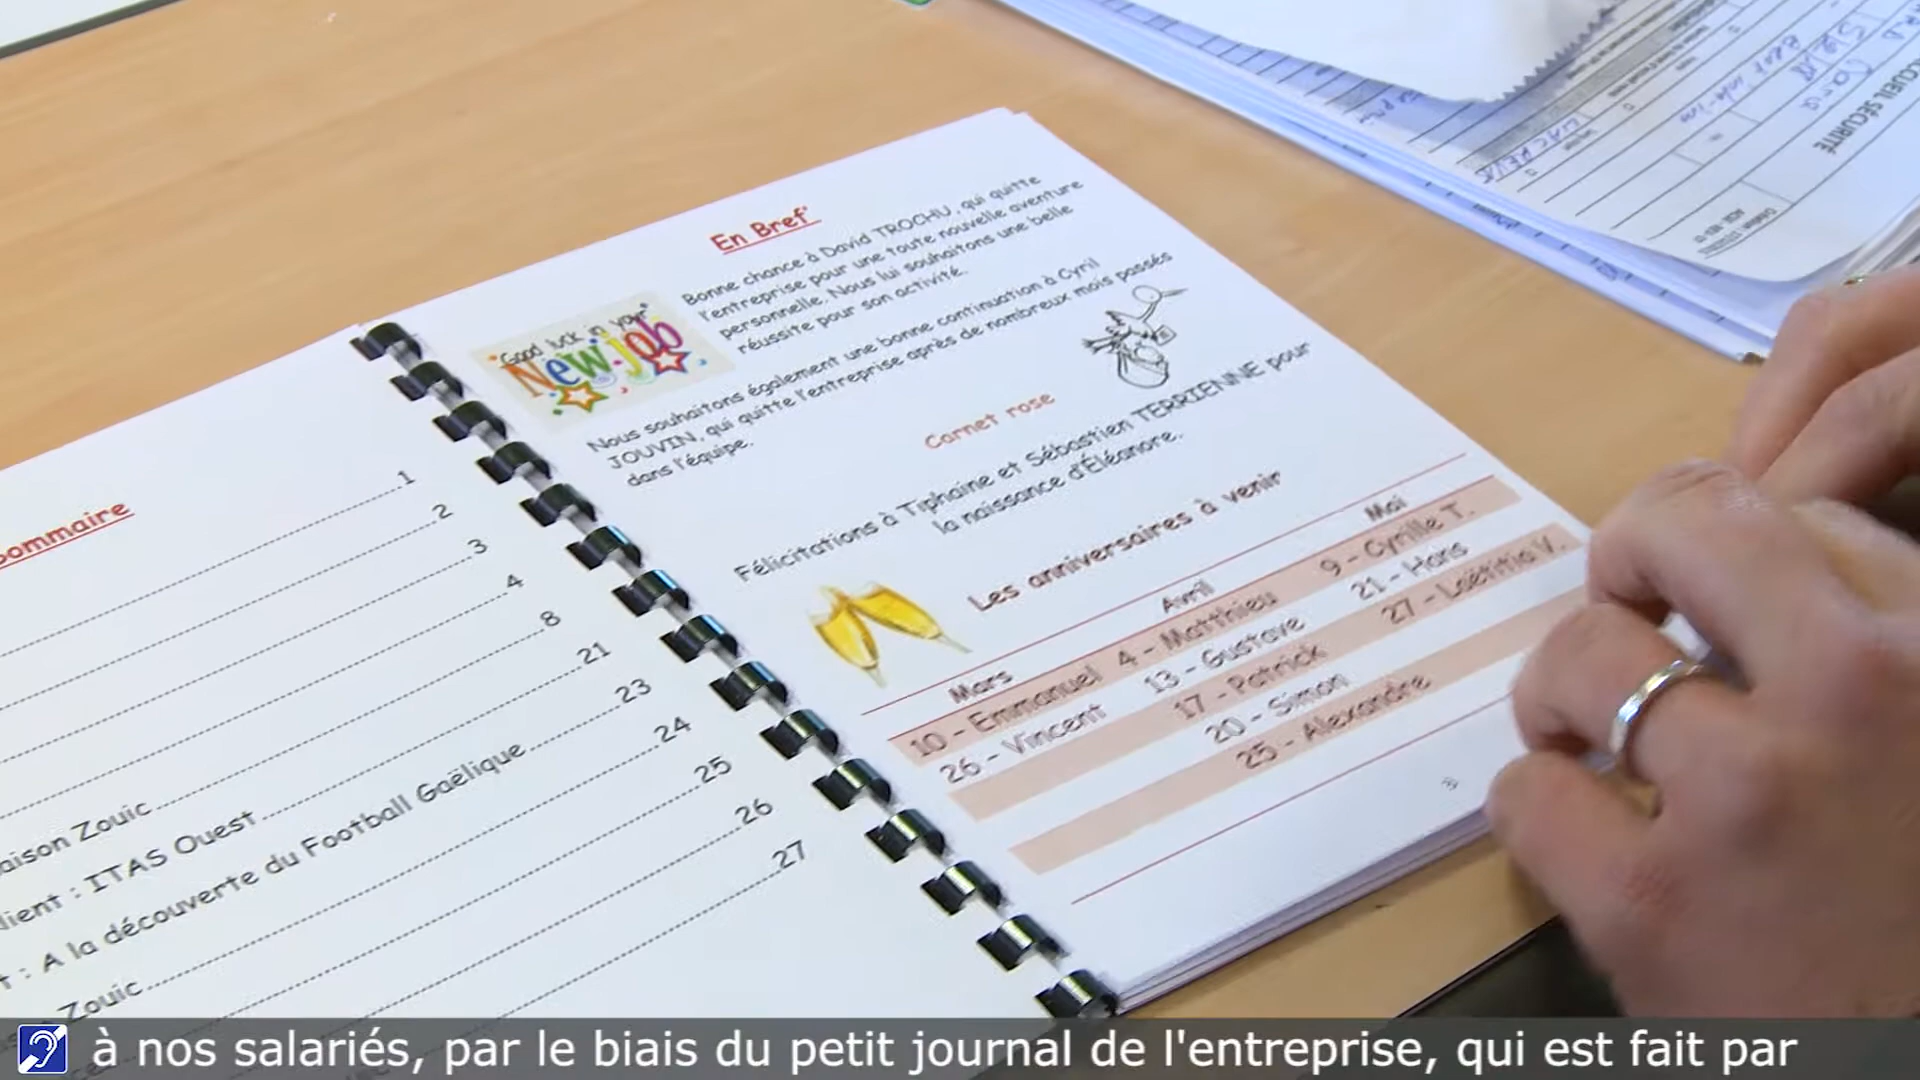 Sommaire
1
2
3
4
8
21
23
Zouic 24
client : ITAS Ouest 25
: A la découverte du Football Gaëlique 26
Zouic 27
En Bref
Good luck in your
New Job
Bonne chance à David TROCHU, qui quitte
l'entreprise pour une toute nouvelle aventure
personnelle. Nous lui souhaitons une belle
réussite pour son activité.
Nous souhaitons également une bonne continuation à Cyril
JOUVIN, qui quitte l'entreprise après de nombreux mois passés
dans l'équipe.
Carnet rose
Félicitations à Tiphaine et Sébastien TERRIENNE pour
la naissance d'Éléanore.
Les anniversaires à venir
Mars Avril Mai
10 - Emmanuel 4 - Matthieu 9 - Cyrille T.
26 - Vincent 13 - Gustave 21 - Hans
17 - Patrick 27 - Laëtitia V.
20 - Simon
25 - Alexandre
3
CUEIL SÉCURITÉ
à nos salariés, par le biais du petit journal de l'entreprise, qui est fait par